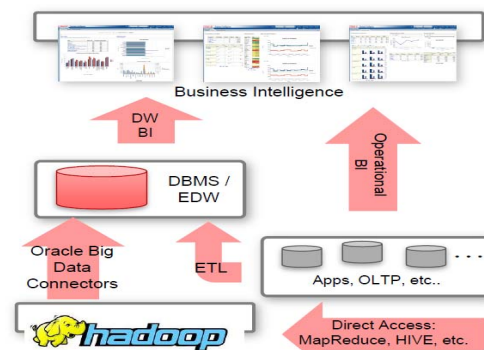 Business Intelligence
DW
BI
Operational
BI
DBMS /
EDW
Oracle Big
Data
Connectors
ETL
Apps, OLTP, etc..
hadoop
Direct Access:
MapReduce, HIVE, etc.